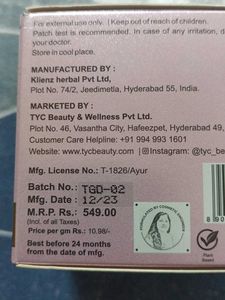 For external use only. | Keep out of reach of children.
Patch test is recommended. In case of any irritation,
your doctor.
Store in cool place.
MANUFACTURED BY :
Klienz herbal Pvt Ltd,
Plot No. 74/2, Jeedimetla, Hyderabad 55, India.
MARKETED BY :
TYC Beauty & Wellness Pvt Ltd.
Plot No. 46, Vasantha City, Hafeezpet, Hyderabad 49,
Customer Care Helpline: +91 994 993 1601
Website: www.tycbeauty.com | Instagram: @tyc_be
Mfg. License No.: T-1826/Ayur
Batch No.: TGD-02
Mfg. Date : 12/23
M.R.P. Rs,: 549.00
(Incl. of all Taxes)
Price per gm Rs.: 10.98/-
Best before 24 months
from the date of mfg.
8 90